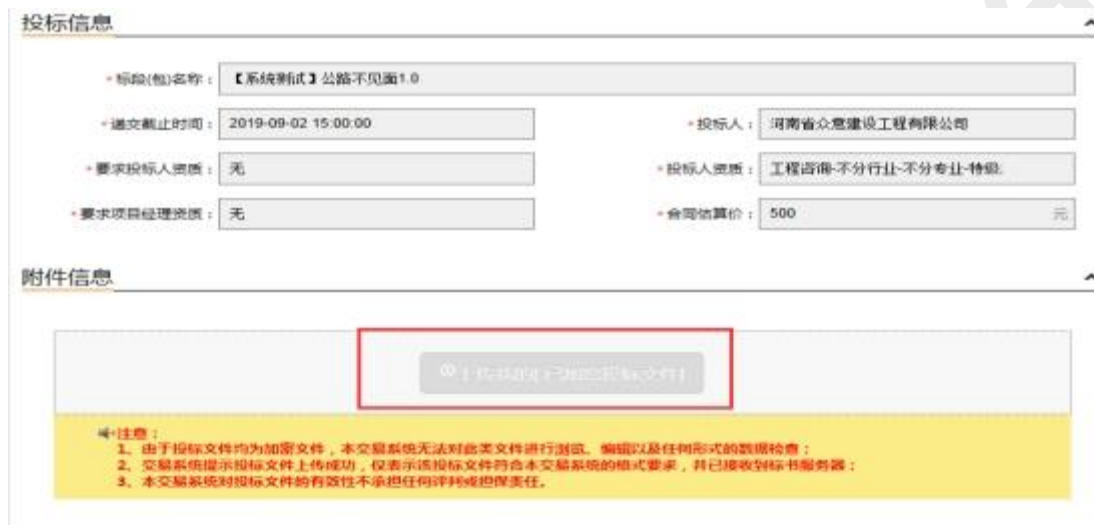 投标信息
*标段(包)名称： 【系统测试】公路不见面1.0
*递交截止时间： 2019-09-02 15:00:00 *投标人： 河南省众意建设工程有限公司
*要求投标人资质： 无 *投标人资质： 工程咨询-不分行业-不分专业-特级;
*要求项目经理资质： 无 *合同估算价： 500 元
附件信息
注意：
1、由于投标文件均为加密文件，本交易系统无法对此类文件进行浏览、编辑以及任何形式的数据检查；
2、交易系统提示投标文件上传成功，仅表示该投标文件符合本交易系统的格式要求，并已接收到标书服务器；
3、本交易系统对投标文件的有效性不承担任何评判或担保责任。